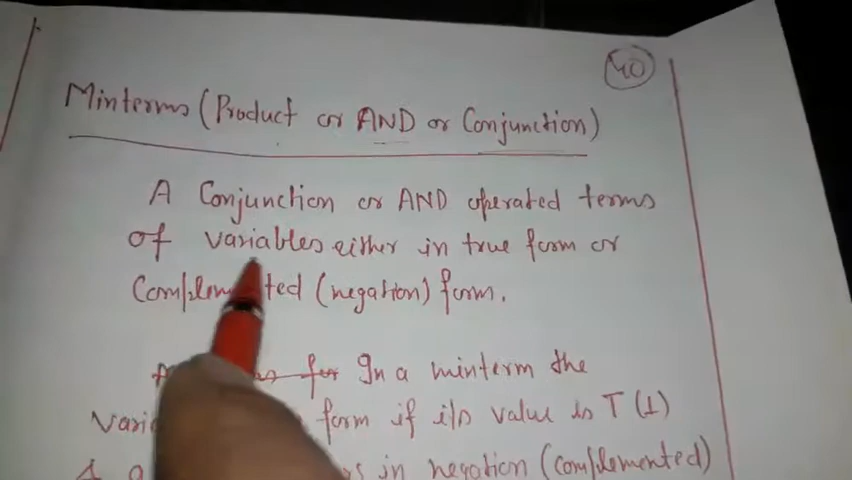 40
Minterms (Product or AND or Conjunction)
A Conjunction or AND operated terms
of variables either in true form or
Complemented (negation) form.
In a minterm the
form if its value is T (1)
in negation (complemented)